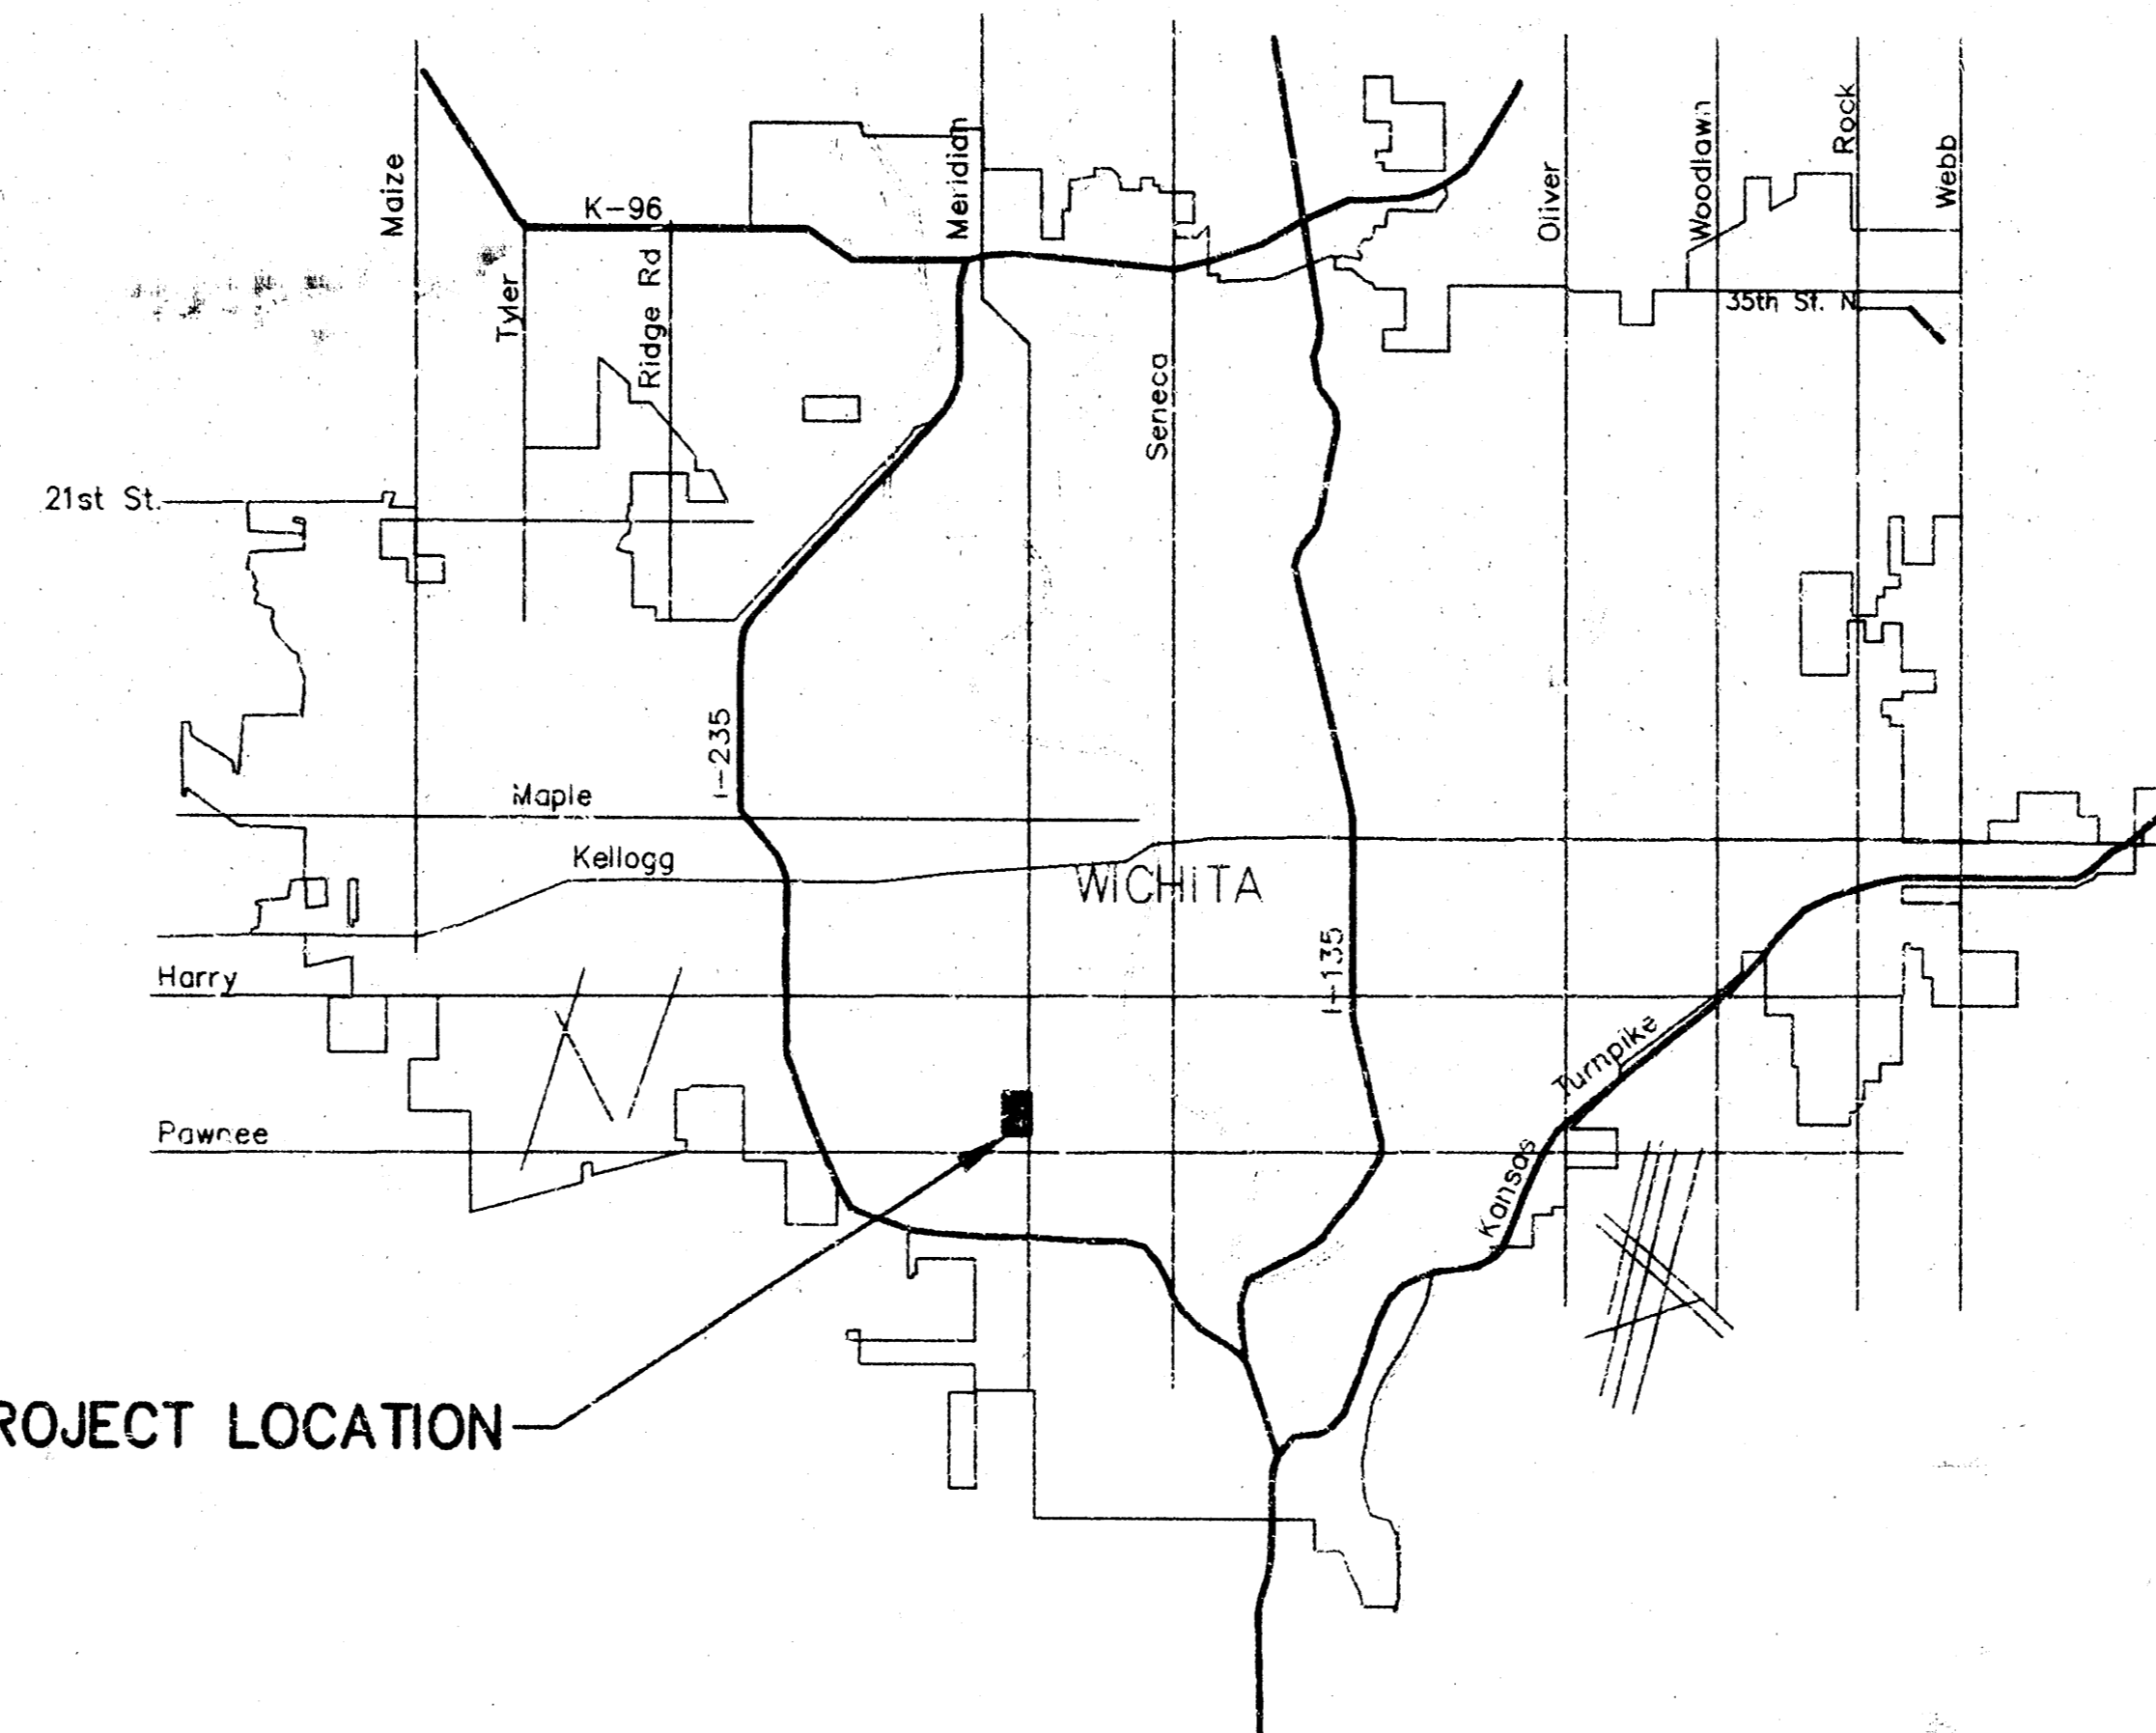 Maize
K-96
Tyler
Ridge Rd
Meridian
Seneca
Oliver
Woodlawn
Rock
Webb
35th St. N
21st St.
I-235
Maple
Kellogg
WICHITA
I-135
Harry
Pawnee
Kansas Turnpike
ROJECT LOCATION